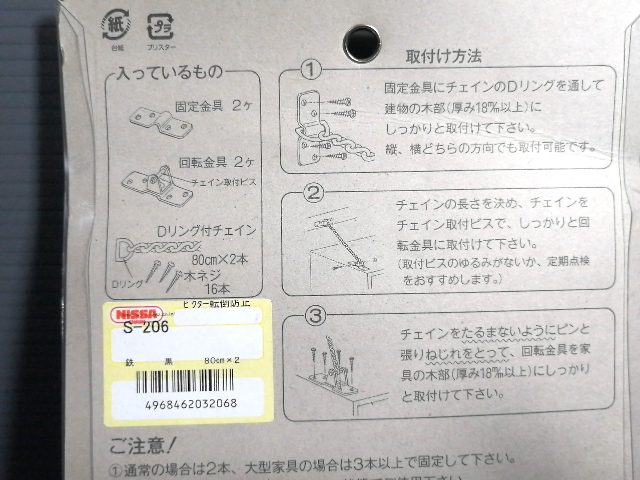 紙
台紙
プラ
ブリスター
入っているもの
固定金具 2ヶ
回転金具 2ヶ
チェイン取付ビス
Dリング付チェイン
80cm×2本
Dリング
木ネジ
16本
取付け方法
①
固定金具にチェインのDリングを通して
建物の木部(厚み18㎜以上)に
しっかりと取付けて下さい。
縦、横どちらの方向でも取付可能です。
②
チェインの長さを決め、チェインを
チェイン取付ビスで、しっかりと回
転金具に取付けて下さい。
(取付ビスのゆるみがないか、定期点検
をおすすめします。)
③
チェインをたるまないようにピンと
張りねじれをとって、回転金具を家
具の木部(厚み18㎜以上)にしっかり
と取付けて下さい。
NISSA
ビクター転倒防止
S-206
鉄 黒 80cm×2
4968462032068
ご注意!
①通常の場合は2本、大型家具の場合は3本以上で固定して下さい。